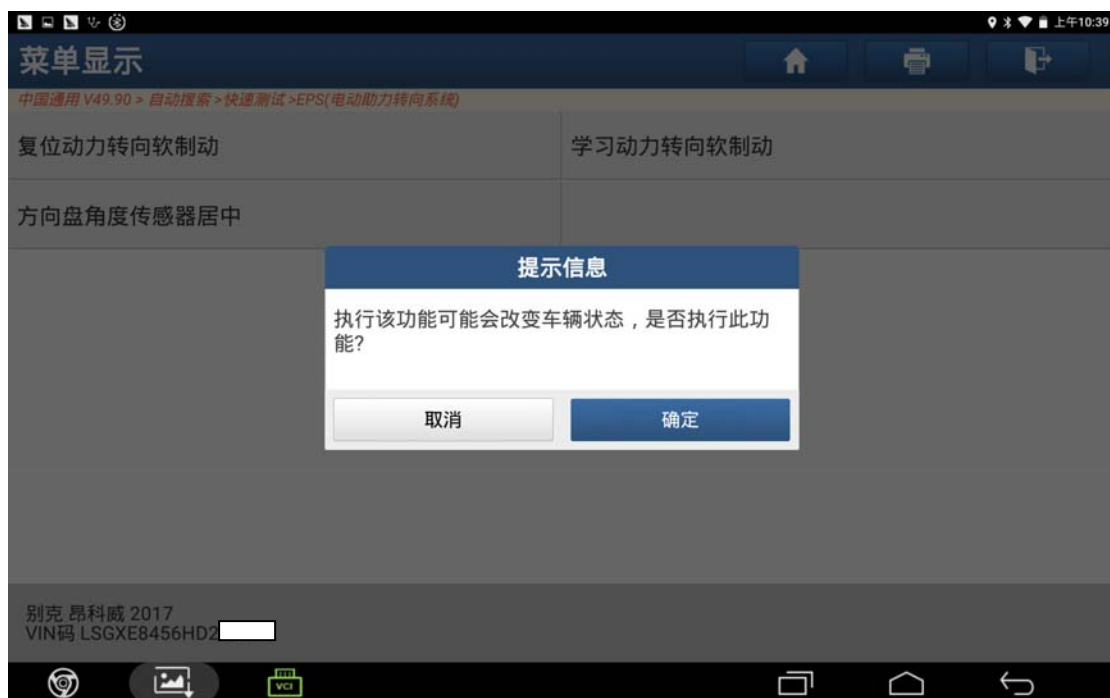 上午10:39
菜单显示
中国通用 V49.90 > 自动搜索 > 快速测试 >EPS(电动助力转向系统)
复位动力转向软制动
学习动力转向软制动
方向盘角度传感器居中
提示信息
执行该功能可能会改变车辆状态，是否执行此功
能?
取消
确定
别克 昂科威 2017
VIN码 LSGXE8456HD2
VCI